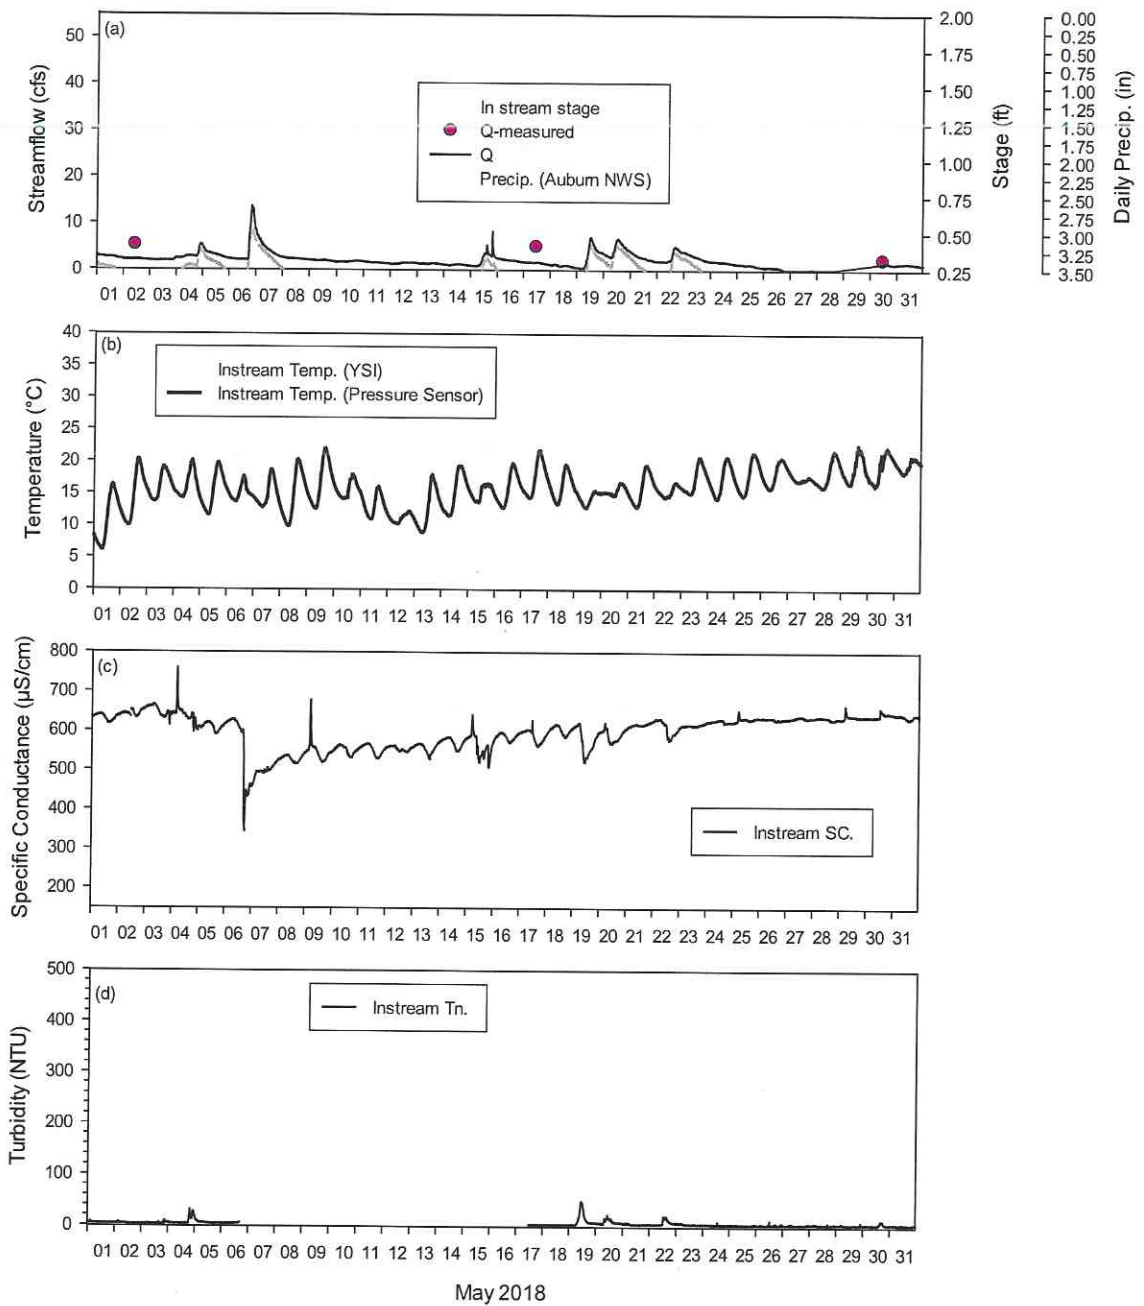 (a)
Streamflow (cfs)
50
40
30
20
10
0
In stream stage
Q-measured
Q
Precip. (Auburn NWS)
2.00
1.75
1.50
1.25
1.00
0.75
0.50
0.25
Stage (ft)
0.00
0.25
0.50
0.75
1.00
1.25
1.50
1.75
2.00
2.25
2.50
2.75
3.00
3.25
3.50
Daily Precip. (in)
01 02 03 04 05 06 07 08 09 10 11 12 13 14 15 16 17 18 19 20 21 22 23 24 25 26 27 28 29 30 31
(b)
Temperature (°C)
40
35
30
25
20
15
10
5
0
Instream Temp. (YSI)
Instream Temp. (Pressure Sensor)
01 02 03 04 05 06 07 08 09 10 11 12 13 14 15 16 17 18 19 20 21 22 23 24 25 26 27 28 29 30 31
(c)
Specific Conductance (µS/cm)
800
700
600
500
400
300
200
Instream SC.
01 02 03 04 05 06 07 08 09 10 11 12 13 14 15 16 17 18 19 20 21 22 23 24 25 26 27 28 29 30 31
(d)
Turbidity (NTU)
500
400
300
200
100
0
Instream Tn.
01 02 03 04 05 06 07 08 09 10 11 12 13 14 15 16 17 18 19 20 21 22 23 24 25 26 27 28 29 30 31
May 2018